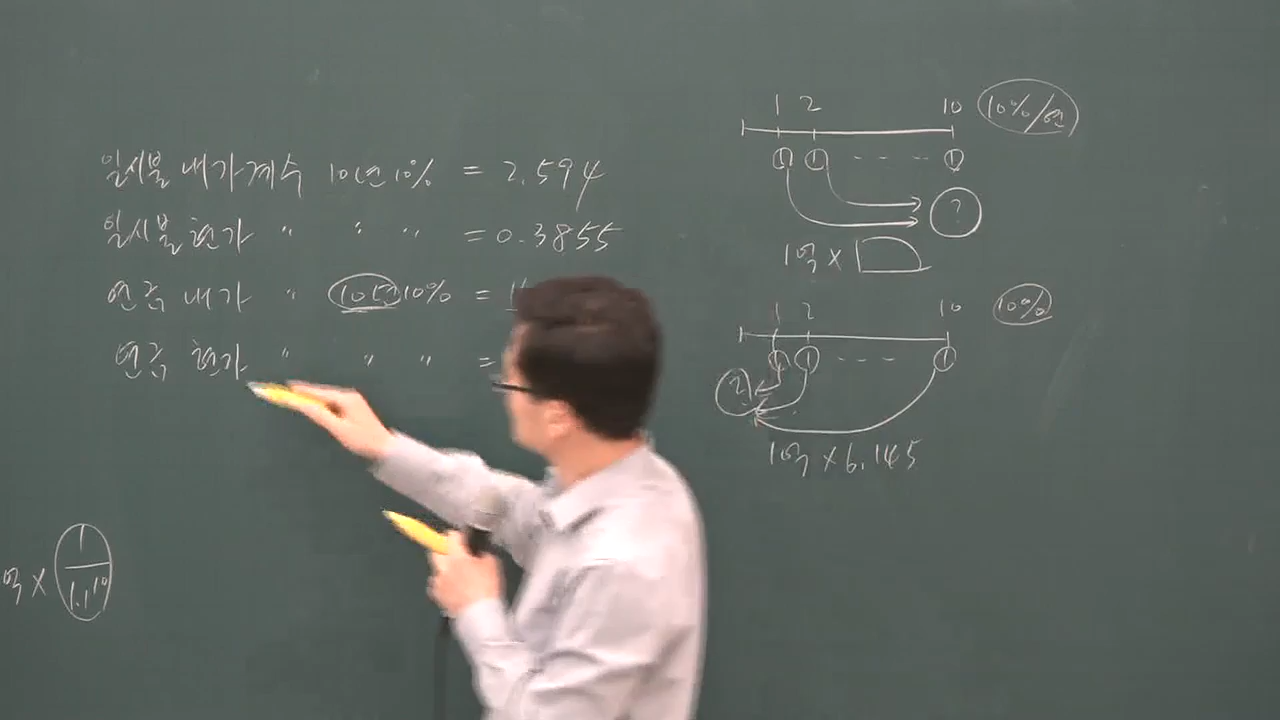 일시불 내가계수 10년 10% = 2.594
일시불 현가 " " " = 0.3855
연금 내가 " 10년 10% = 1
연금 현가 " " " =
억 × 1/1.1¹⁰
1 2 10 10%/연
① ① - - - - ①
?
1억 ×
1 2 10 10%
① ① - - - - ①
?
1억 × 6.145